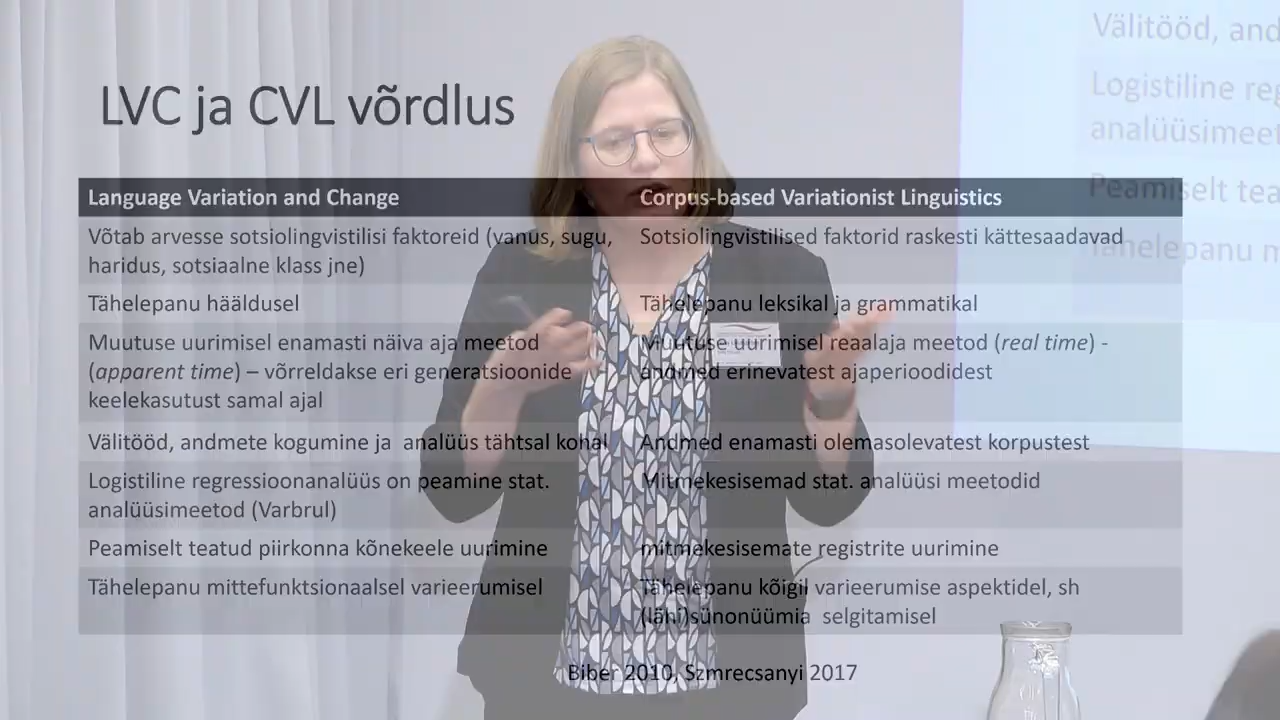 LVC ja CVL võrdlus
Language Variation and Change
Corpus-based Variationist Linguistics
Võtab arvesse sotsiolingvistilisi faktoreid (vanus, sugu,
haridus, sotsiaalne klass jne)
Sotsiolingvistilised faktorid raskesti kättesaadavad
Tähelepanu hääldusel
Tähelepanu leksikal ja grammatikal
Muutuse uurimisel enamasti näiva aja meetod
(apparent time) – võrreldakse eri generatsioonide
keelekasutust samal ajal
Muutuse uurimisel reaalaja meetod (real time) -
andmed erinevatest ajaperioodidest
Välitööd, andmete kogumine ja analüüs tähtsal kohal
Andmed enamasti olemasolevatest korpustest
Logistiline regressioonanalüüs on peamine stat.
analüüsimeetod (Varbrul)
Mitmekesisemad stat. analüüsi meetodid
Peamiselt teatud piirkonna kõnekeele uurimine
mitmekesisemate registrite uurimine
Tähelepanu mittefunktsionaalsel varieerumisel
Tähelepanu kõigil varieerumise aspektidel, sh
(lähi)sünonüümia selgitamisel
Biber 2010, Szmrecsanyi 2017
Välitööd, and
Logistiline reg
analüüsimeet
Peamiselt tea
Tähelepanu m